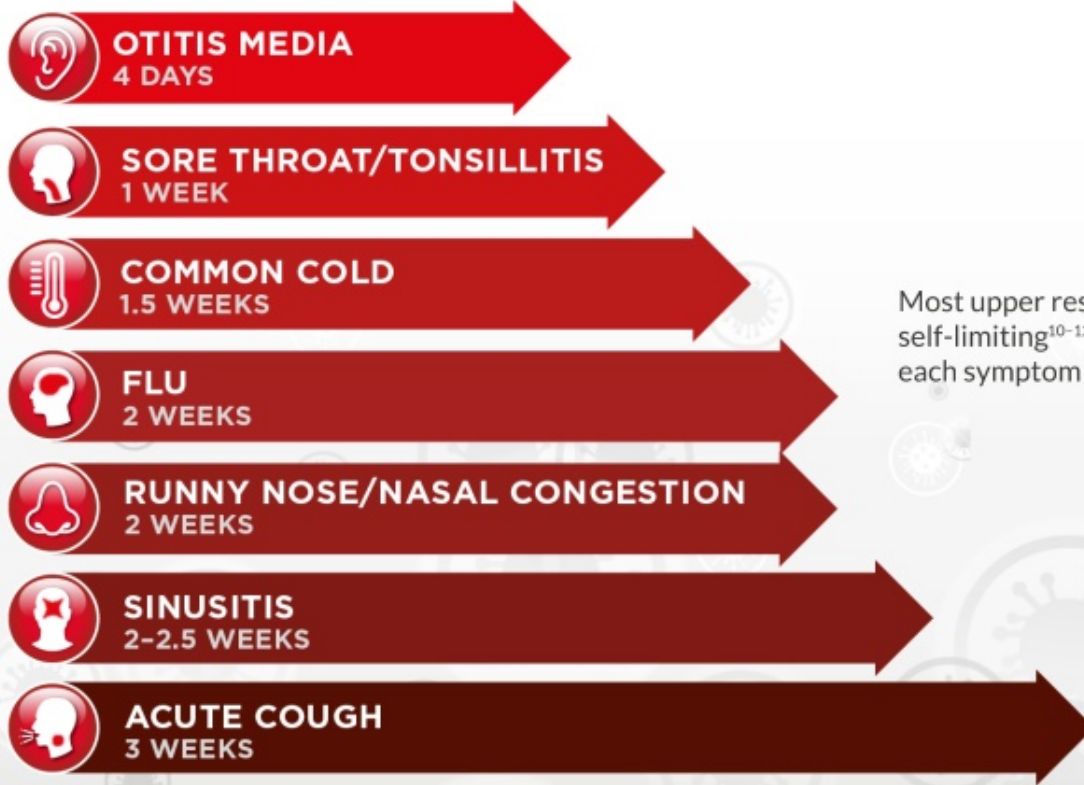 OTITIS MEDIA
4 DAYS
SORE THROAT/TONSILLITIS
1 WEEK
COMMON COLD
1.5 WEEKS
Most upper
self-limiting
each symptom
FLU
2 WEEKS
RUNNY NOSE/NASAL CONGESTION
2 WEEKS
SINUSITIS
2–2.5 WEEKS
ACUTE COUGH
3 WEEKS